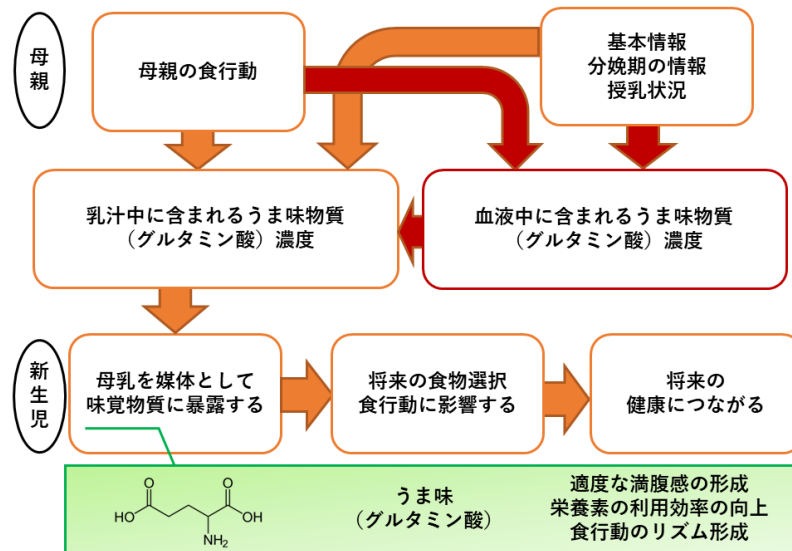 母親
母親の食行動
基本情報
分娩期の情報
授乳状況
乳汁中に含まれるうま味物質
（グルタミン酸）濃度
血液中に含まれるうま味物質
（グルタミン酸）濃度
新生児
母乳を媒体として
味覚物質に暴露する
将来の食物選択
食行動に影響する
将来の
健康につながる
O
O
HO
OH
NH₂
うま味
（グルタミン酸）
適度な満腹感の形成
栄養素の利用効率の向上
食行動のリズム形成